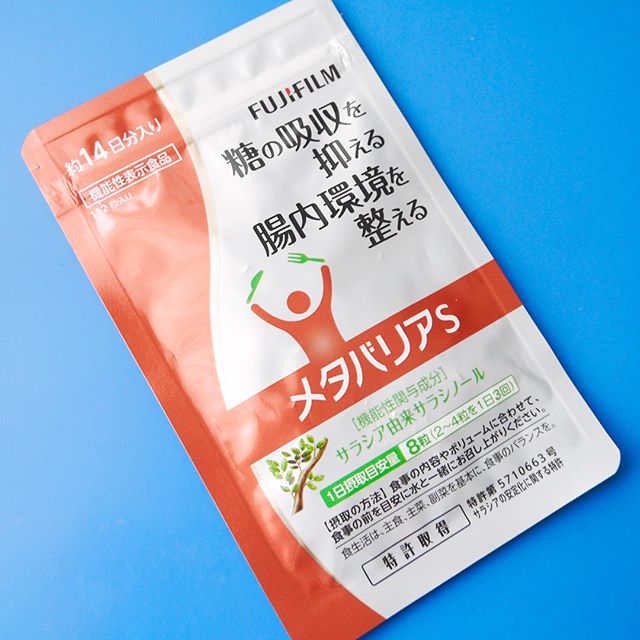 FUJIFILM
約14日分入り
機能性表示食品
112粒入り
糖の吸収を
抑える
腸内環境を
整える
メタバリアS
[機能性関与成分]
サラシア由来サラシノール
1日摂取目安量 8粒(2~4粒を1日3回)
【摂取の方法】食事の内容やボリュームに合わせて、
食事の前を目安に水と一緒にお召し上がりください。
食生活は、主食、主菜、副菜を基本に、食事のバランスを。
特許取得
特許第5710663号
サラシアの安定化に関する特許